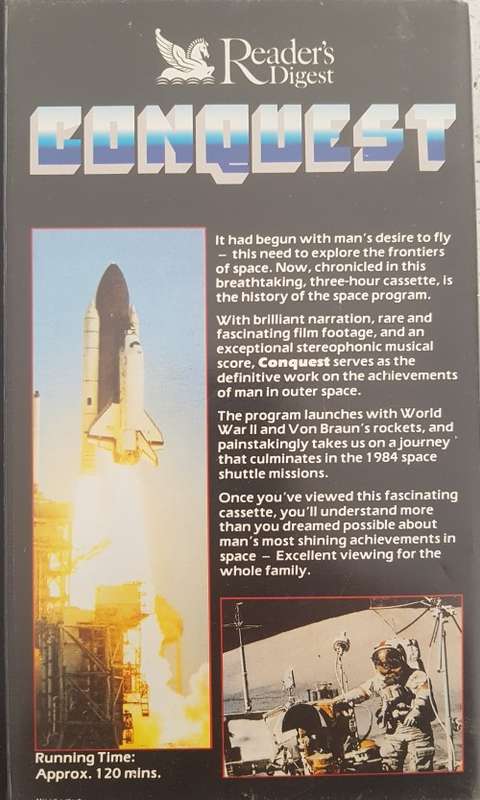 Reader's
Digest
CONQUEST
It had begun with man's desire to fly
– this need to explore the frontiers
of space. Now, chronicled in this
breathtaking, three-hour cassette, is
the history of the space program.
With brilliant narration, rare and
fascinating film footage, and an
exceptional stereophonic musical
score, Conquest serves as the
definitive work on the achievements
of man in outer space.
The program launches with World
War II and Von Braun's rockets, and
painstakingly takes us on a journey
that culminates in the 1984 space
shuttle missions.
Once you've viewed this fascinating
cassette, you'll understand more
than you dreamed possible about
man's most shining achievements in
space – Excellent viewing for the
whole family.
Running Time:
Approx. 120 mins.